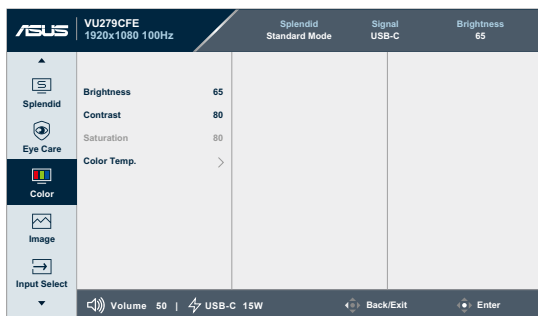 ASUS
VU279CFE
1920x1080 100Hz
Splendid
Standard Mode
Signal
USB-C
Brightness
65
Splendid
Eye Care
Color
Image
Input Select
Brightness 65
Contrast 80
Saturation 80
Color Temp.
Volume 50 | USB-C 15W
Back/Exit
Enter